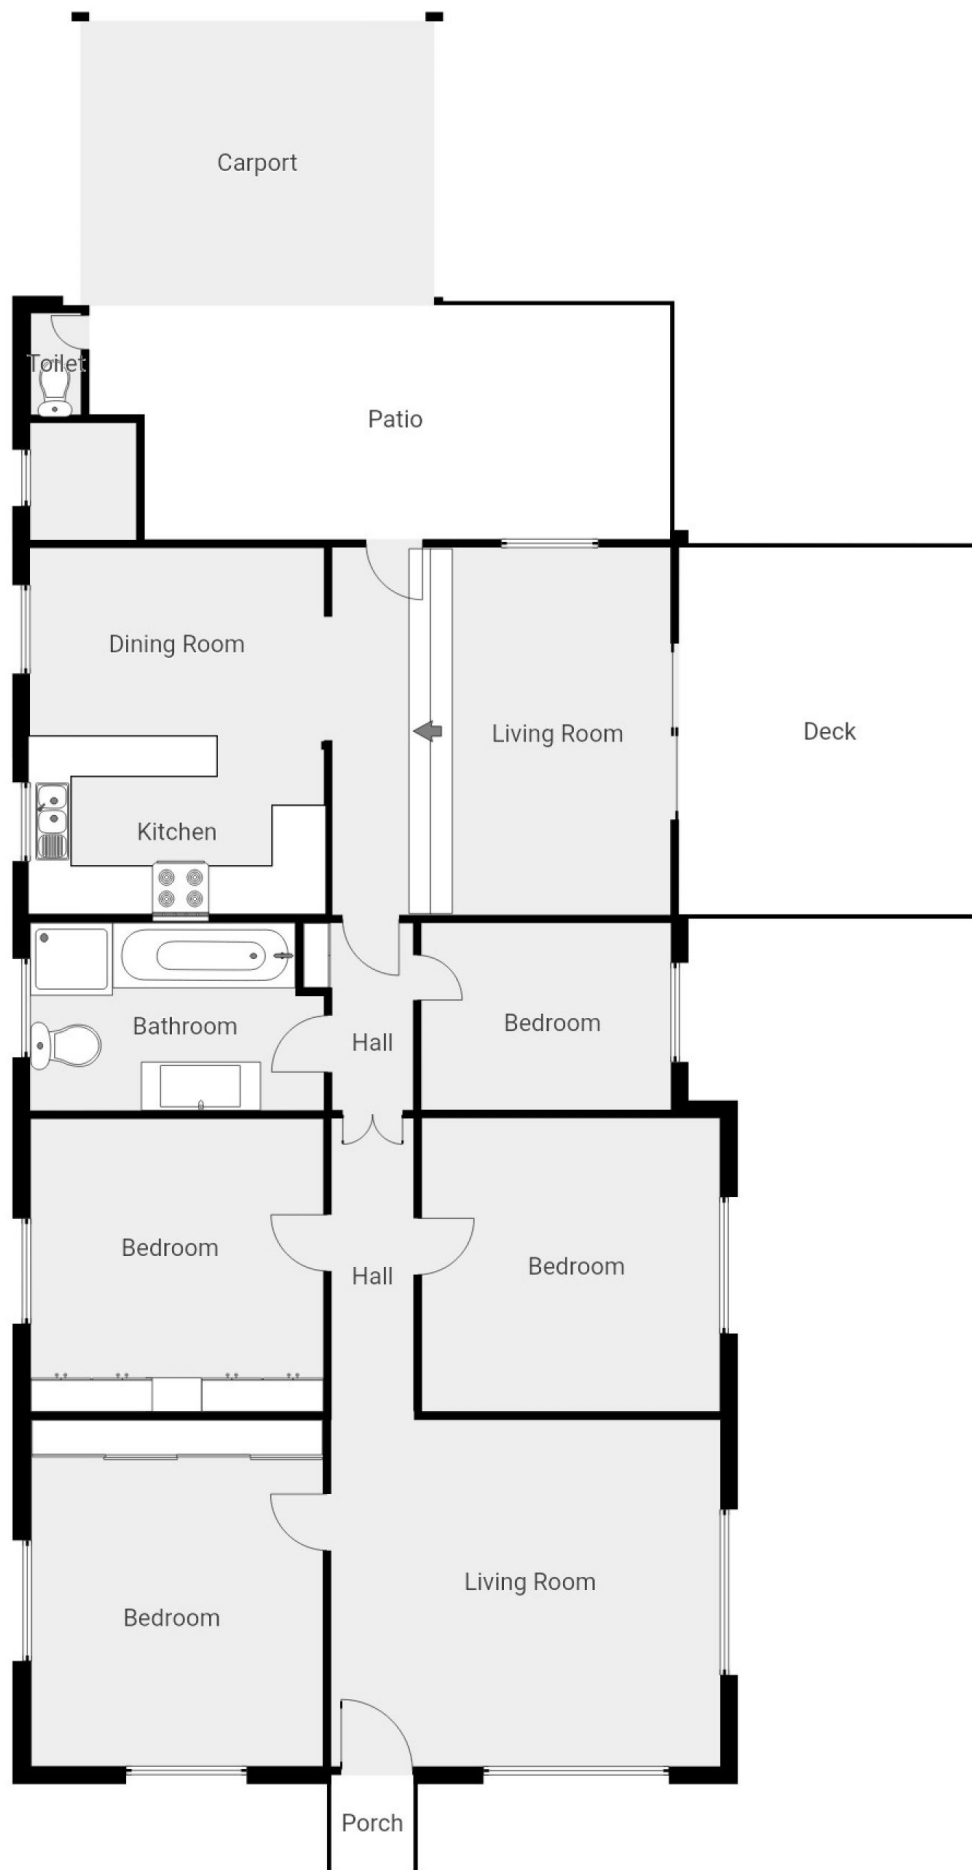 Carport
Toilet
Patio
Dining Room
Living Room
Deck
Kitchen
Bedroom
Bathroom
Hall
Bedroom
Bedroom
Hall
Living Room
Bedroom
Porch